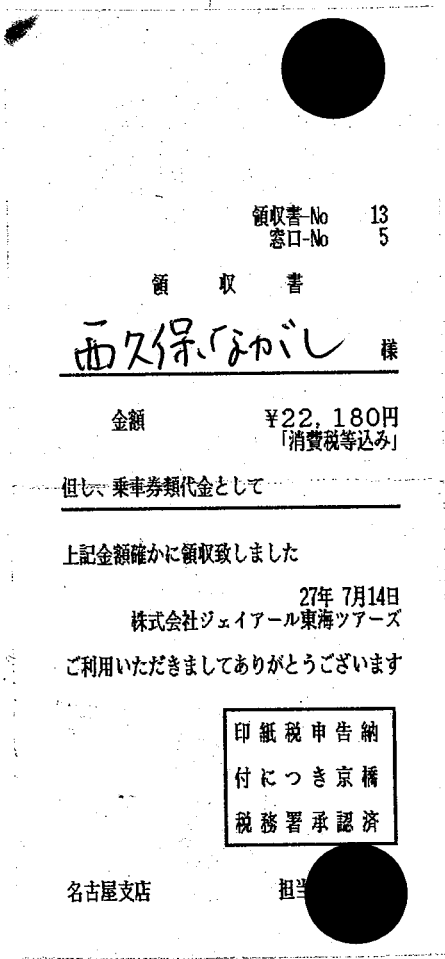 領収書-No 13
窓口-No 5
領収書
西久保ながし 様
金額 ¥22,180円
「消費税等込み」
但し、乗車券類代金として
上記金額確かに領収致しました
27年 7月14日
株式会社ジェイアール東海ツアーズ
ご利用いただきましてありがとうございます
印紙税申告納
付につき京橋
税務署承認済
名古屋支店 担当